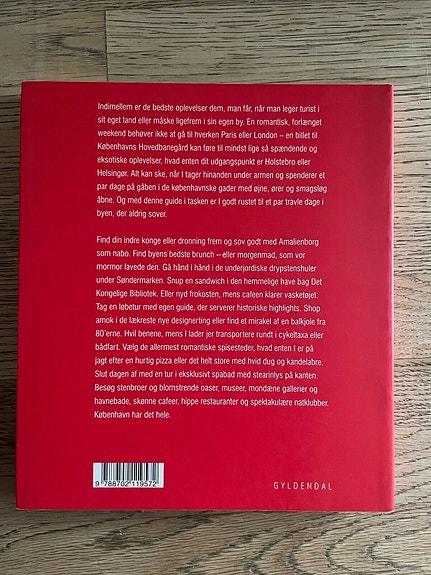 Indimellem er de bedste oplevelser dem, man får, når man leger turist i
sit eget land eller måske ligefrem i sin egen by. En romantisk, forlænget
weekend behøver ikke at gå til hverken Paris eller London – en billet til
Københavns Hovedbanegård kan føre til mindst lige så spændende og
eksotiske oplevelser, hvad enten dit udgangspunkt er Holstebro eller
Helsingør. Alt kan ske, når I tager hinanden under armen og spenderer et
par dage på gåben i de københavnske gader med øjne, ører og smagsløg
åbne. Og med denne guide i tasken er I godt rustet til et par travle dage i
byen, der aldrig sover.
Find din indre konge eller dronning frem og sov godt med Amalienborg
som nabo. Find byens bedste brunch – eller morgenmad, som vor
mormor lavede den. Gå hånd i hånd i de underjordiske drypstenshuler
under Søndermarken. Snup en sandwich i den hemmelige have bag Det
Kongelige Bibliotek. Eller nyd frokosten, mens cafeen klarer vasketøjet.
Tag en løbetur med egen guide, der serverer historiske highlights. Shop
amok i de lækreste nye designerting eller find et mirakel af en balkjole fra
80'erne. Hvil benene, mens I lader jer transportere rundt i cykeltaxa eller
bådfart. Vælg de allermest romantiske spisesteder, hvad enten I er på
jagt efter en hurtig pizza eller det helt store med hvid dug og kandelabre.
Slut dagen af med en tur i eksklusivt spabad med stearinlys på kanten.
Besøg stenbroer og blomstrende oaser, museer, mondæne gallerier og
havnebade, skønne cafeer, hippe restauranter og spektakulære natklubber.
København har det hele.
9 788702 119572
GYLDENDAL